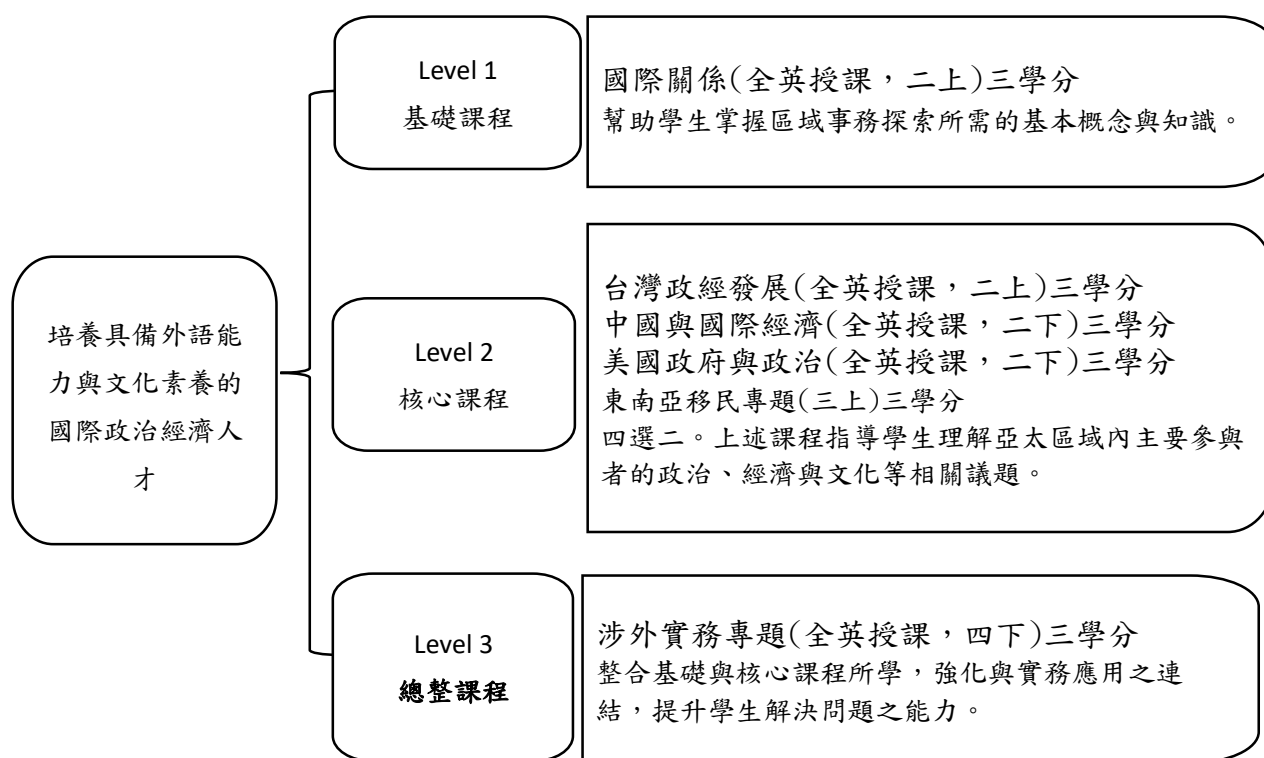 培養具備外語能
力與文化素養的
國際政治經濟人
才
Level 1
基礎課程
國際關係(全英授課，二上)三學分
幫助學生掌握區域事務探索所需的基本概念與知識。
Level 2
核心課程
台灣政經發展(全英授課，二上)三學分
中國與國際經濟(全英授課，二下)三學分
美國政府與政治(全英授課，二下)三學分
東南亞移民專題(三上)三學分
四選二。上述課程指導學生理解亞太區域內主要參與
者的政治、經濟與文化等相關議題。
Level 3
總整課程
涉外實務專題(全英授課，四下)三學分
整合基礎與核心課程所學，強化與實務應用之連
結，提升學生解決問題之能力。